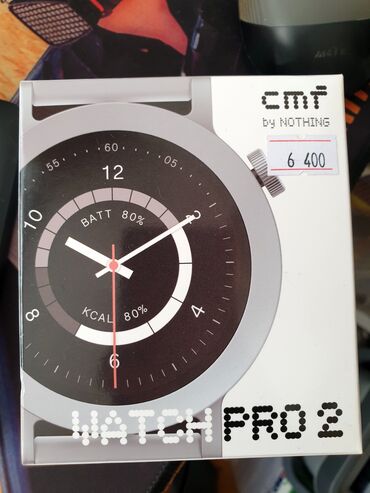 cmf
by NOTHING
6 400
55
60
05
12
10
2
BATT 80%
8
4
KCAL 80%
6
WATCH PRO 2